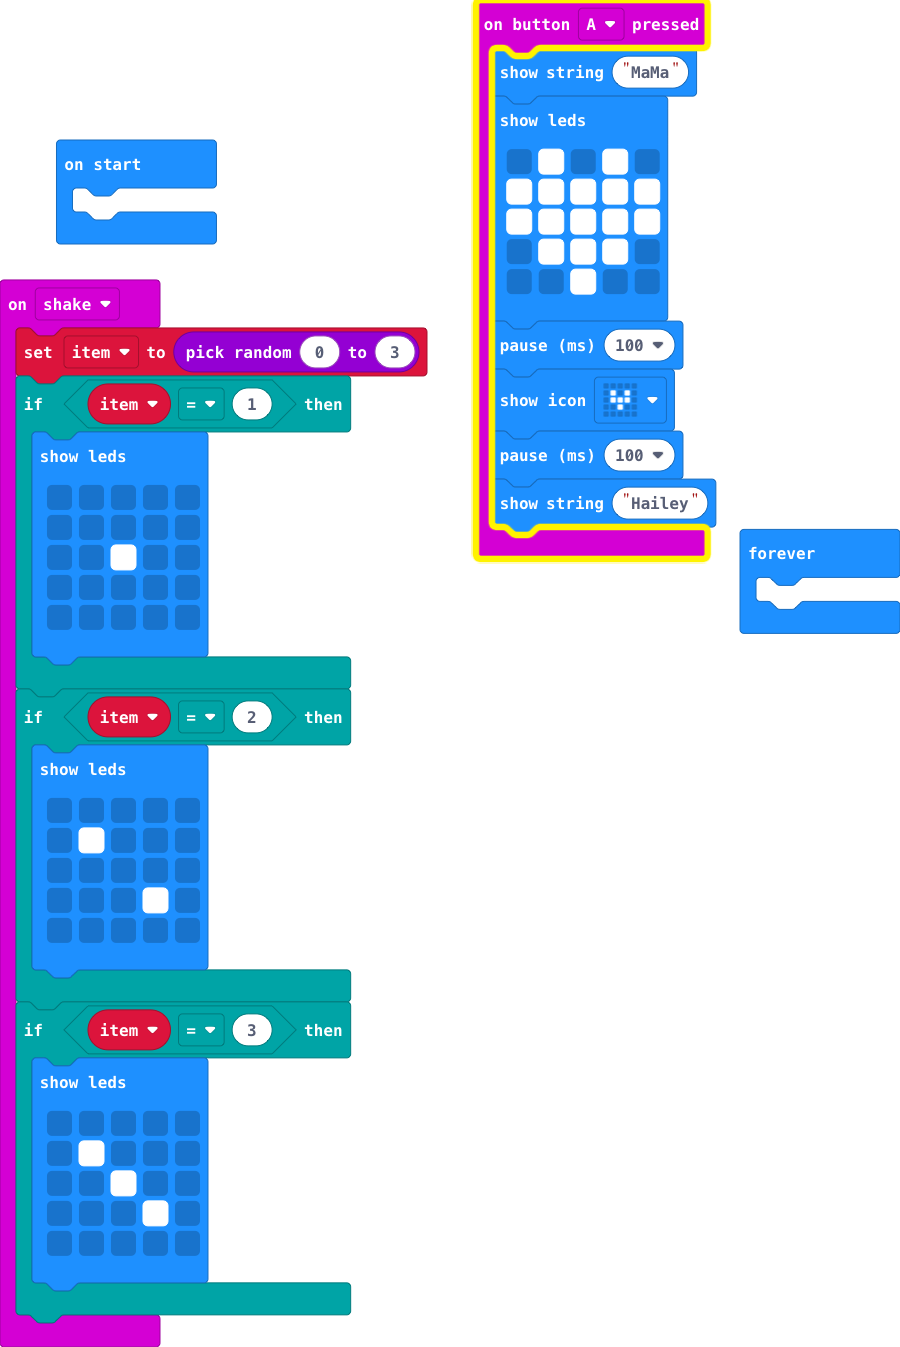 on start
on shake
set item to pick random 0 to 3
if item = 1 then
show leds
if item = 2 then
show leds
if item = 3 then
show leds
on button A pressed
show string "MaMa"
show leds
pause (ms) 100
show icon
pause (ms) 100
show string "Hailey"
forever